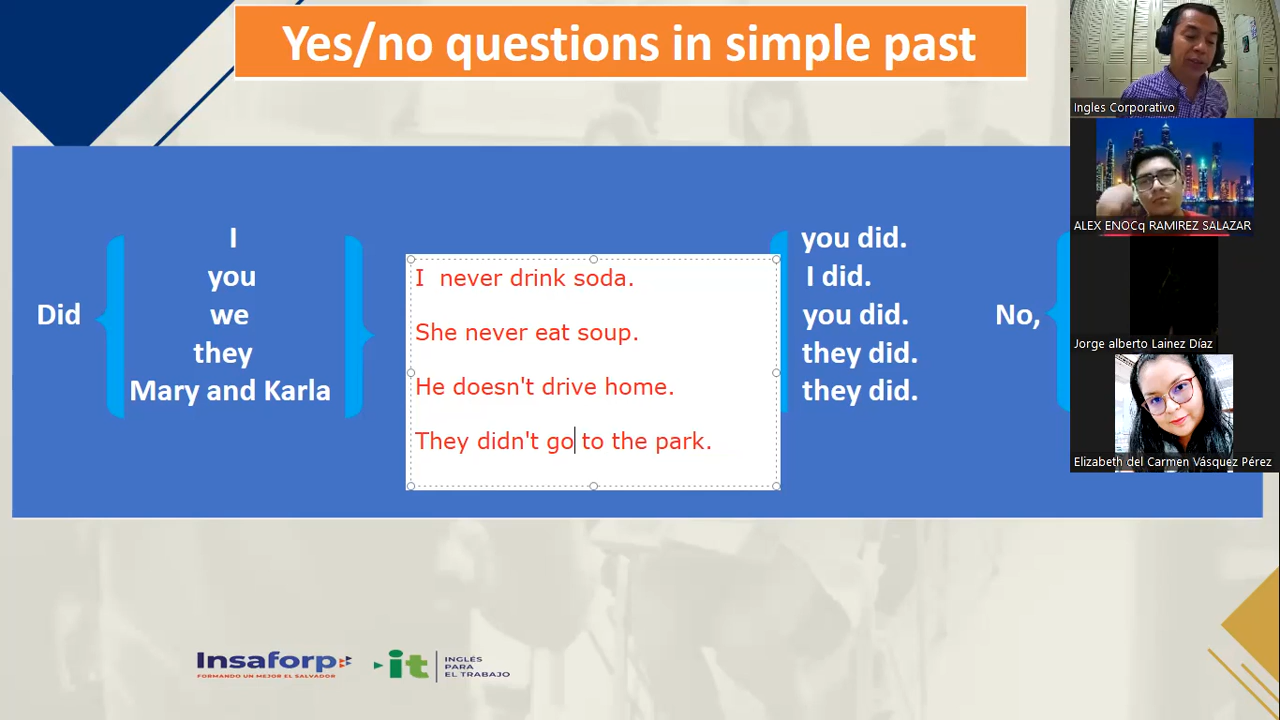 Yes/no questions in simple past
Did
I
you
we
they
Mary and Karla
I never drink soda.
She never eat soup.
He doesn't drive home.
They didn't go to the park.
you did.
I did.
you did.
they did.
they did.
No,
Ingles Corporativo
ALEX ENOCq RAMIREZ SALAZAR
Jorge alberto Lainez Díaz
Elizabeth del Carmen Vásquez Pérez
Insaforp
FORMANDO UN MEJOR EL SALVADOR
it
INGLÉS
PARA
EL TRABAJO